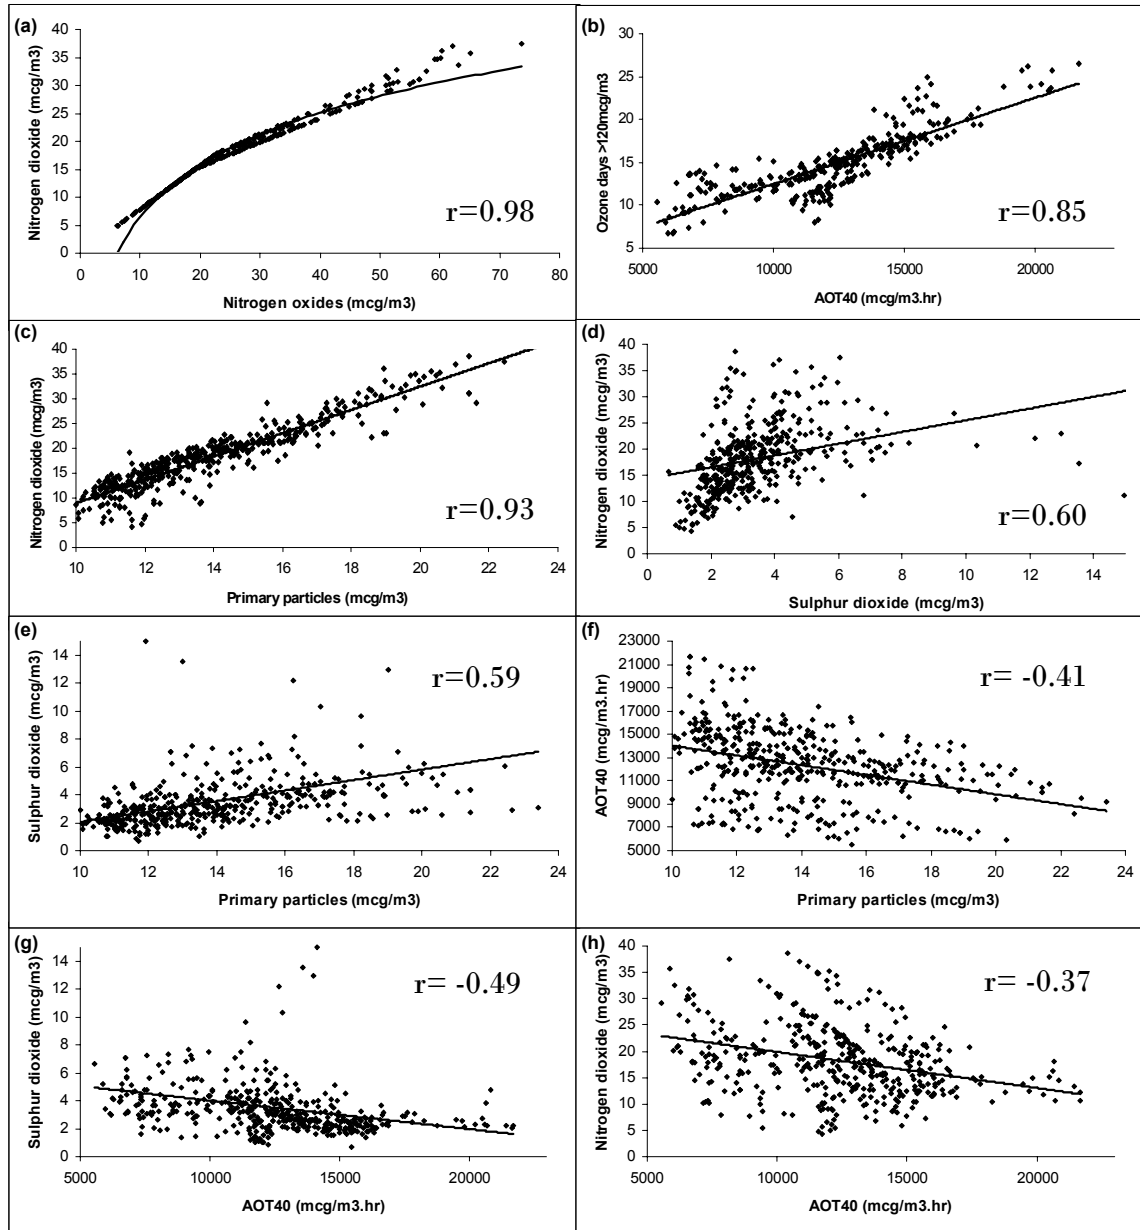 (a)
Nitrogen dioxide (mcg/m3)
40
35
30
25
20
15
10
5
0
0 10 20 30 40 50 60 70 80
Nitrogen oxides (mcg/m3)
r=0.98
(b)
Ozone days >120mcg/m3
30
25
20
15
10
5
5000 10000 15000 20000
AOT40 (mcg/m3.hr)
r=0.85
(c)
Nitrogen dioxide (mcg/m3)
40
35
30
25
20
15
10
5
0
10 12 14 16 18 20 22 24
Primary particles (mcg/m3)
r=0.93
(d)
Nitrogen dioxide (mcg/m3)
40
35
30
25
20
15
10
5
0
0 2 4 6 8 10 12 14
Sulphur dioxide (mcg/m3)
r=0.60
(e)
Sulphur dioxide (mcg/m3)
14
12
10
8
6
4
2
0
10 12 14 16 18 20 22 24
Primary particles (mcg/m3)
r=0.59
(f)
AOT40 (mcg/m3.hr)
23000
21000
19000
17000
15000
13000
11000
9000
7000
5000
10 12 14 16 18 20 22 24
Primary particles (mcg/m3)
r= -0.41
(g)
Sulphur dioxide (mcg/m3)
14
12
10
8
6
4
2
0
5000 10000 15000 20000
AOT40 (mcg/m3.hr)
r= -0.49
(h)
Nitrogen dioxide (mcg/m3)
40
35
30
25
20
15
10
5
0
5000 10000 15000 20000
AOT40 (mcg/m3.hr)
r= -0.37